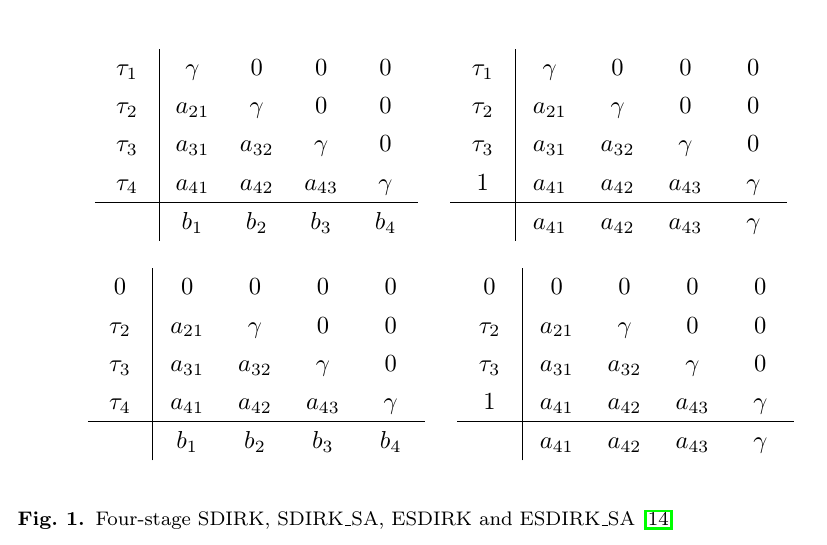 τ₁ γ 0 0 0
τ₂ a₂₁ γ 0 0
τ₃ a₃₁ a₃₂ γ 0
τ₄ a₄₁ a₄₂ a₄₃ γ
b₁ b₂ b₃ b₄
τ₁ γ 0 0 0
τ₂ a₂₁ γ 0 0
τ₃ a₃₁ a₃₂ γ 0
1 a₄₁ a₄₂ a₄₃ γ
a₄₁ a₄₂ a₄₃ γ
0 0 0 0 0
τ₂ a₂₁ γ 0 0
τ₃ a₃₁ a₃₂ γ 0
τ₄ a₄₁ a₄₂ a₄₃ γ
b₁ b₂ b₃ b₄
0 0 0 0 0
τ₂ a₂₁ γ 0 0
τ₃ a₃₁ a₃₂ γ 0
1 a₄₁ a₄₂ a₄₃ γ
a₄₁ a₄₂ a₄₃ γ
Fig. 1. Four-stage SDIRK, SDIRK_SA, ESDIRK and ESDIRK_SA [14]